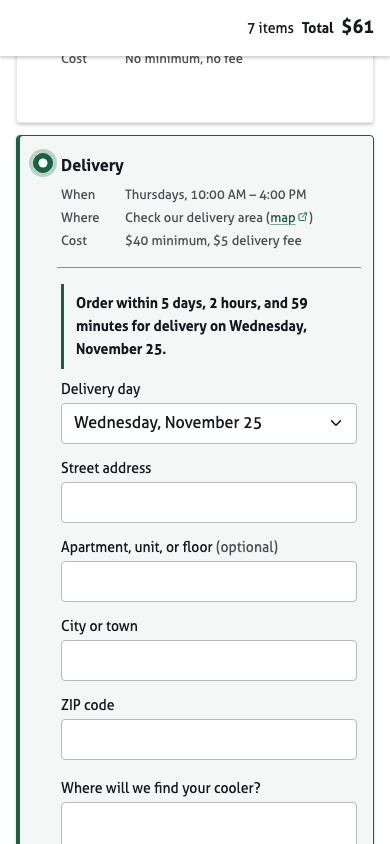 7 items Total $61
Cost No minimum, no fee
Delivery
When Thursdays, 10:00 AM – 4:00 PM
Where Check our delivery area (map)
Cost $40 minimum, $5 delivery fee
Order within 5 days, 2 hours, and 59
minutes for delivery on Wednesday,
November 25.
Delivery day
Wednesday, November 25
Street address
Apartment, unit, or floor (optional)
City or town
ZIP code
Where will we find your cooler?